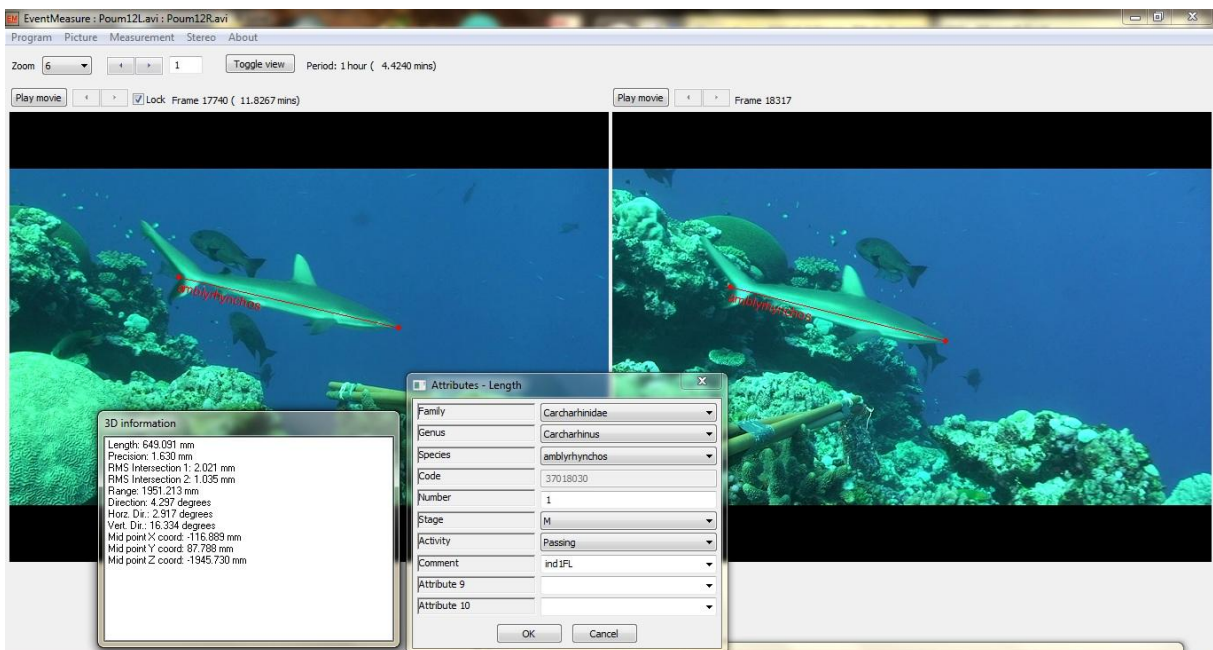 EM EventMeasure : Poum12L.avi : Poum12R.avi
Program Picture Measurement Stereo About
Zoom 6 1 Toggle view Period: 1 hour ( 4.4240 mins)
Play movie Lock Frame 17740 ( 11.8267 mins) Play movie Frame 18317
amblyrhynchos
amblyrhynchos
3D information
Length: 649.091 mm
Precision: 1.630 mm
RMS Intersection 1: 2.021 mm
RMS Intersection 2: 1.035 mm
Range: 1951.213 mm
Direction: 4.297 degrees
Horz. Dir.: 2.917 degrees
Vert. Dir.: 16.334 degrees
Mid point X coord: -116.889 mm
Mid point Y coord: 87.788 mm
Mid point Z coord: -1945.730 mm
Attributes - Length
Family Carcharhinidae
Genus Carcharhinus
Species amblyrhynchos
Code 37018030
Number 1
Stage M
Activity Passing
Comment ind1FL
Attribute 9
Attribute 10
OK Cancel